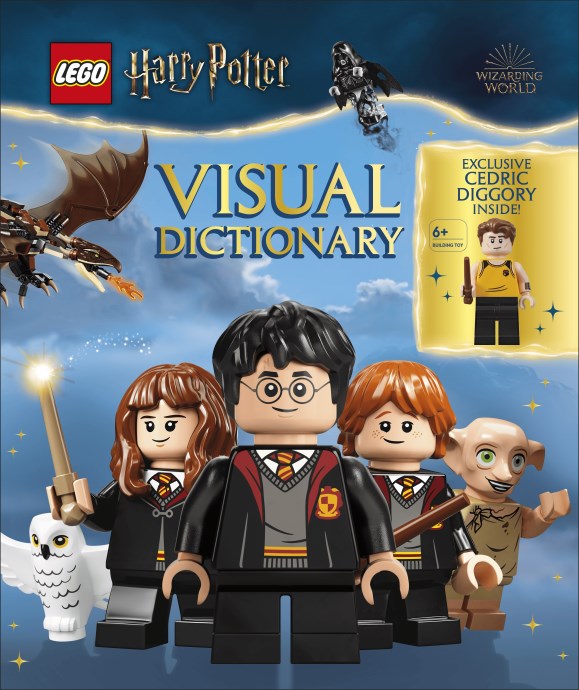 LEGO
Harry Potter
WIZARDING
WORLD
VISUAL
DICTIONARY
EXCLUSIVE
CEDRIC
DIGGORY
INSIDE!
6+
BUILDING TOY